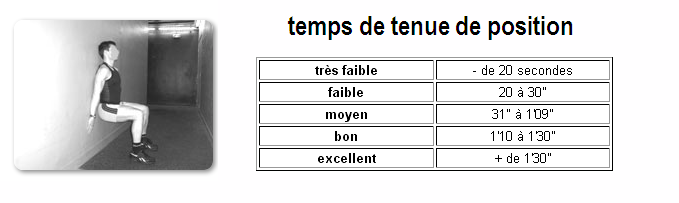 temps de tenue de position
très faible - de 20 secondes
faible 20 à 30"
moyen 31" à 1'09"
bon 1'10 à 1'30"
excellent + de 1'30"